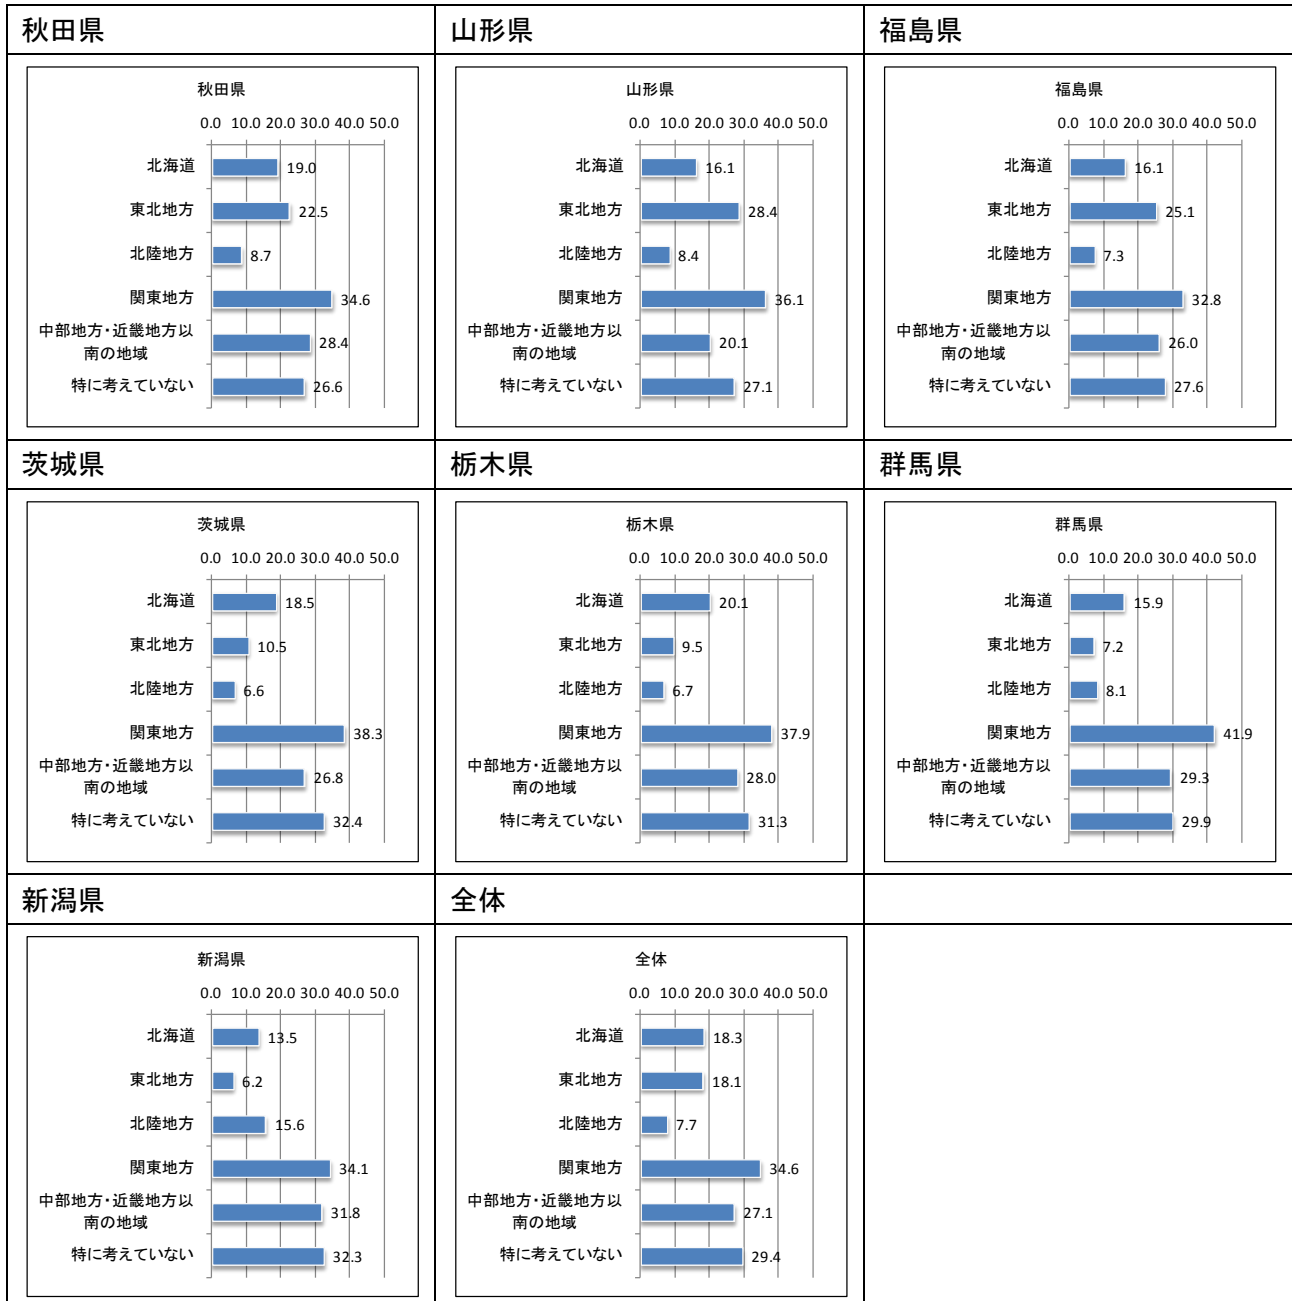 秋田県
山形県
福島県
秋田県
0.0 10.0 20.0 30.0 40.0 50.0
北海道 19.0
東北地方 22.5
北陸地方 8.7
関東地方 34.6
中部地方・近畿地方以
南の地域 28.4
特に考えていない 26.6
山形県
0.0 10.0 20.0 30.0 40.0 50.0
北海道 16.1
東北地方 28.4
北陸地方 8.4
関東地方 36.1
中部地方・近畿地方以
南の地域 20.1
特に考えていない 27.1
福島県
0.0 10.0 20.0 30.0 40.0 50.0
北海道 16.1
東北地方 25.1
北陸地方 7.3
関東地方 32.8
中部地方・近畿地方以
南の地域 26.0
特に考えていない 27.6
茨城県
栃木県
群馬県
茨城県
0.0 10.0 20.0 30.0 40.0 50.0
北海道 18.5
東北地方 10.5
北陸地方 6.6
関東地方 38.3
中部地方・近畿地方以
南の地域 26.8
特に考えていない 32.4
栃木県
0.0 10.0 20.0 30.0 40.0 50.0
北海道 20.1
東北地方 9.5
北陸地方 6.7
関東地方 37.9
中部地方・近畿地方以
南の地域 28.0
特に考えていない 31.3
群馬県
0.0 10.0 20.0 30.0 40.0 50.0
北海道 15.9
東北地方 7.2
北陸地方 8.1
関東地方 41.9
中部地方・近畿地方以
南の地域 29.3
特に考えていない 29.9
新潟県
全体
新潟県
0.0 10.0 20.0 30.0 40.0 50.0
北海道 13.5
東北地方 6.2
北陸地方 15.6
関東地方 34.1
中部地方・近畿地方以
南の地域 31.8
特に考えていない 32.3
全体
0.0 10.0 20.0 30.0 40.0 50.0
北海道 18.3
東北地方 18.1
北陸地方 7.7
関東地方 34.6
中部地方・近畿地方以
南の地域 27.1
特に考えていない 29.4